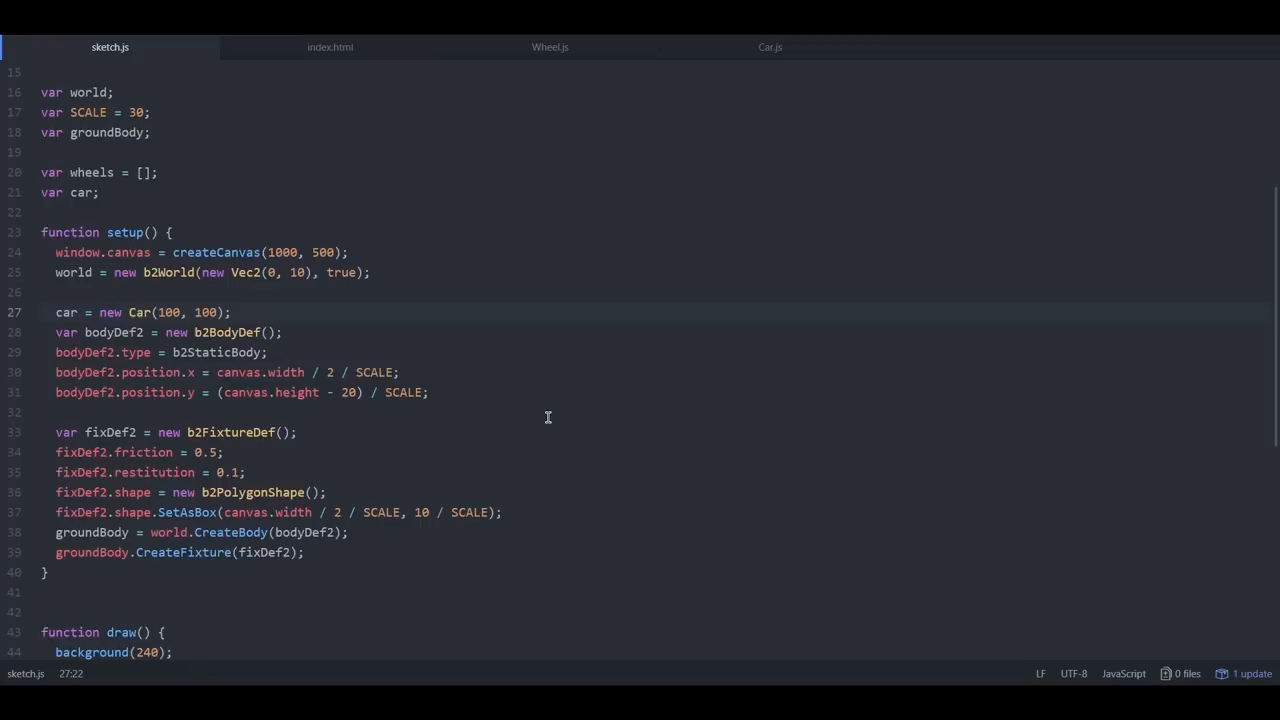 sketch.js index.html Wheel.js Car.js
15
16 var world;
17 var SCALE = 30;
18 var groundBody;
19
20 var wheels = [];
21 var car;
22
23 function setup() {
24   window.canvas = createCanvas(1000, 500);
25   world = new b2World(new Vec2(0, 10), true);
26
27   car = new Car(100, 100);
28   var bodyDef2 = new b2BodyDef();
29   bodyDef2.type = b2StaticBody;
30   bodyDef2.position.x = canvas.width / 2 / SCALE;
31   bodyDef2.position.y = (canvas.height - 20) / SCALE;
32
33   var fixDef2 = new b2FixtureDef();
34   fixDef2.friction = 0.5;
35   fixDef2.restitution = 0.1;
36   fixDef2.shape = new b2PolygonShape();
37   fixDef2.shape.SetAsBox(canvas.width / 2 / SCALE, 10 / SCALE);
38   groundBody = world.CreateBody(bodyDef2);
39   groundBody.CreateFixture(fixDef2);
40 }
41
42
43 function draw() {
44   background(240);
sketch.js 27:22 LF UTF-8 JavaScript 0 files 1 update